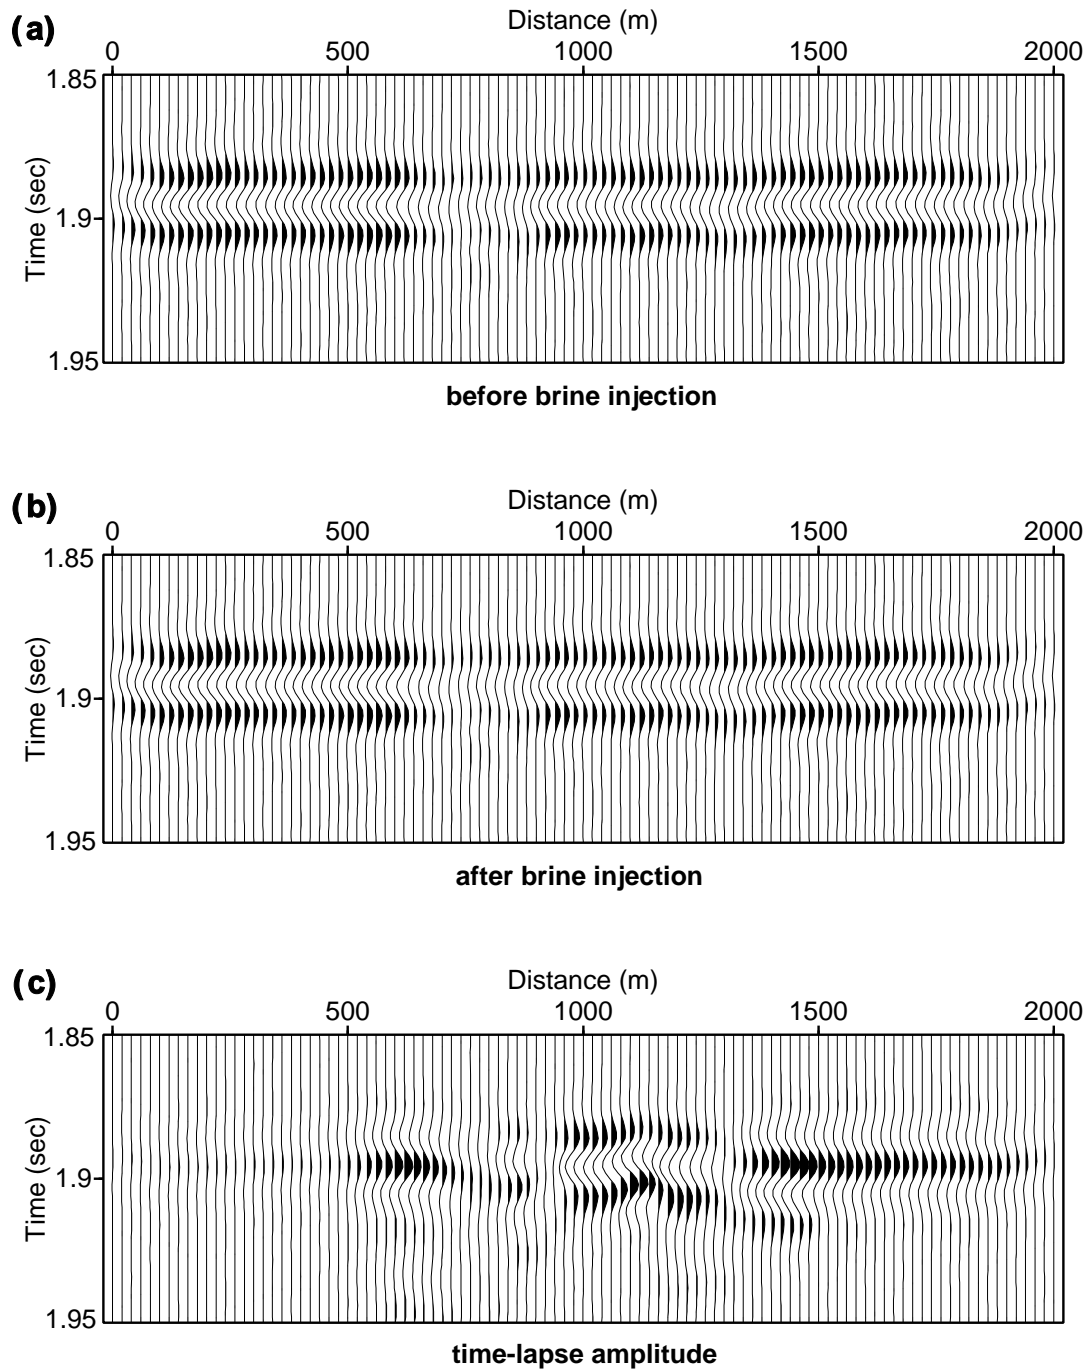 (a)
Distance (m)
0 500 1000 1500 2000
1.85
1.9
1.95
Time (sec)
before brine injection
(b)
Distance (m)
0 500 1000 1500 2000
1.85
1.9
1.95
Time (sec)
after brine injection
(c)
Distance (m)
0 500 1000 1500 2000
1.85
1.9
1.95
Time (sec)
time-lapse amplitude